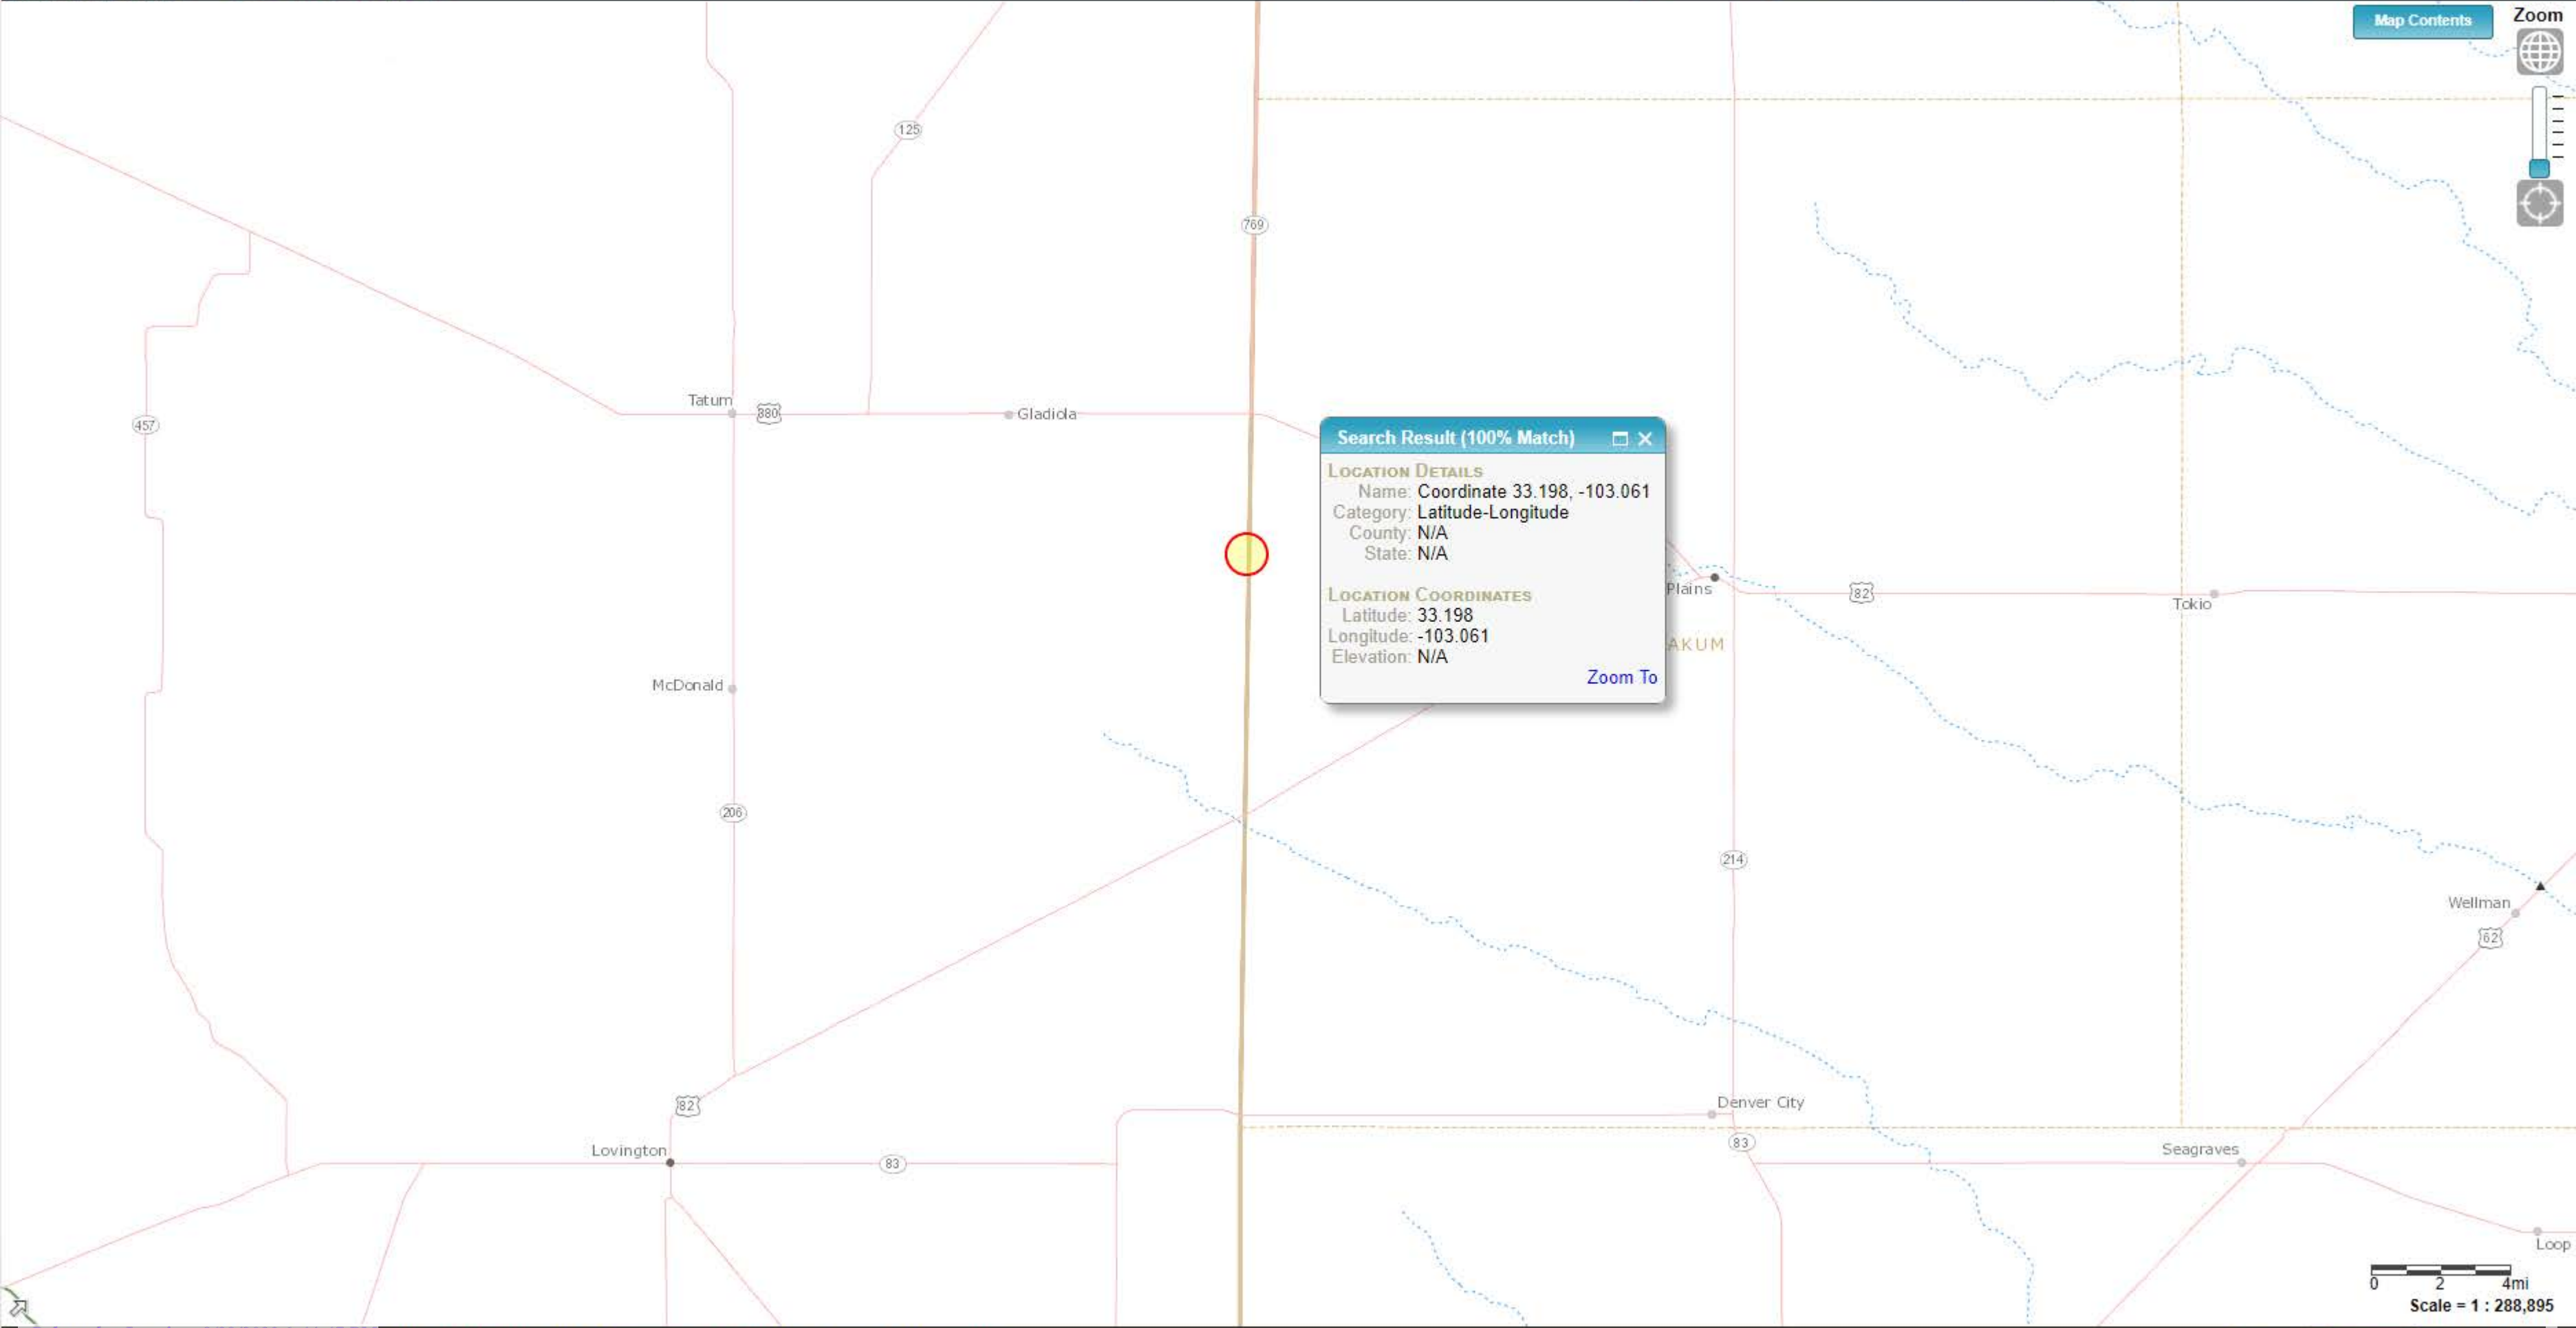 Map Contents
Zoom
125
769
Tatum
380
Gladiola
457
Search Result (100% Match)
LOCATION DETAILS
Name: Coordinate 33.198, -103.061
Category: Latitude-Longitude
County: N/A
State: N/A
LOCATION COORDINATES
Latitude: 33.198
Longitude: -103.061
Elevation: N/A
Zoom To
Plains
82
Tokio
AKUM
McDonald
206
214
Wellman
62
82
Denver City
83
Lovington
83
Seagraves
Loop
0 2 4mi
Scale = 1 : 288,895